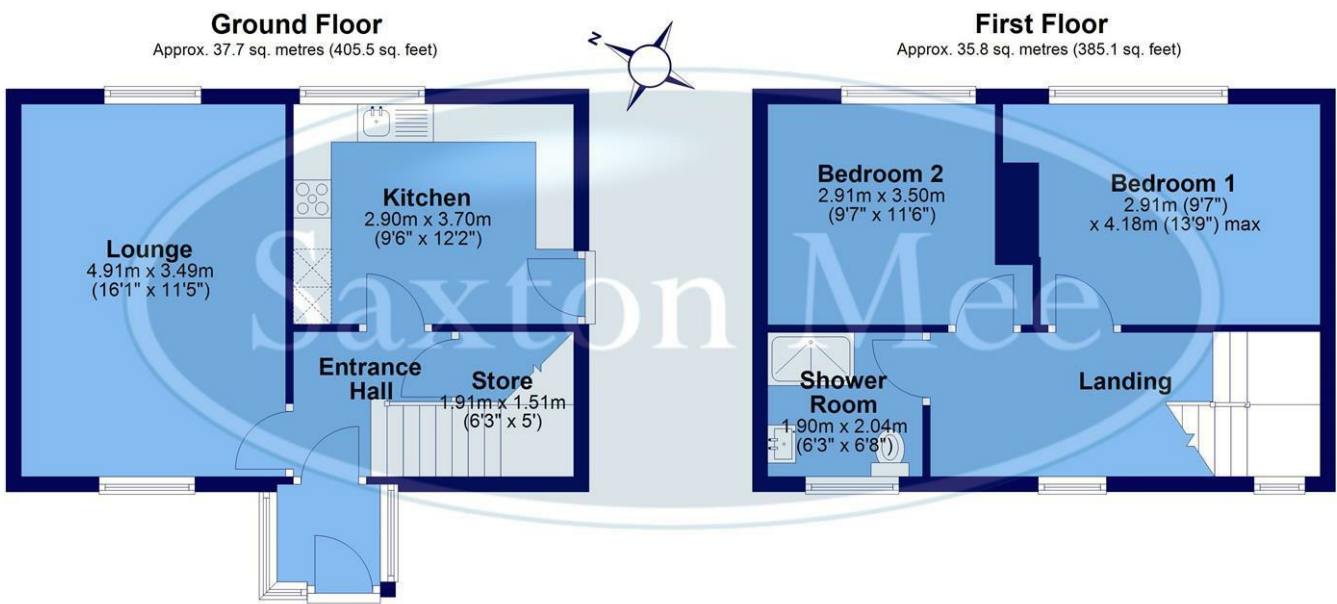 Ground Floor
Approx. 37.7 sq. metres (405.5 sq. feet)
N
First Floor
Approx. 35.8 sq. metres (385.1 sq. feet)
Lounge
4.91m x 3.49m
(16'1" x 11'5")
Kitchen
2.90m x 3.70m
(9'6" x 12'2")
Entrance
Hall
Store
1.91m x 1.51m
(6'3" x 5')
Bedroom 2
2.91m x 3.50m
(9'7" x 11'6")
Bedroom 1
2.91m (9'7")
x 4.18m (13'9") max
Shower
Room
1.90m x 2.04m
(6'3" x 6'8")
Landing
Saxton Mee